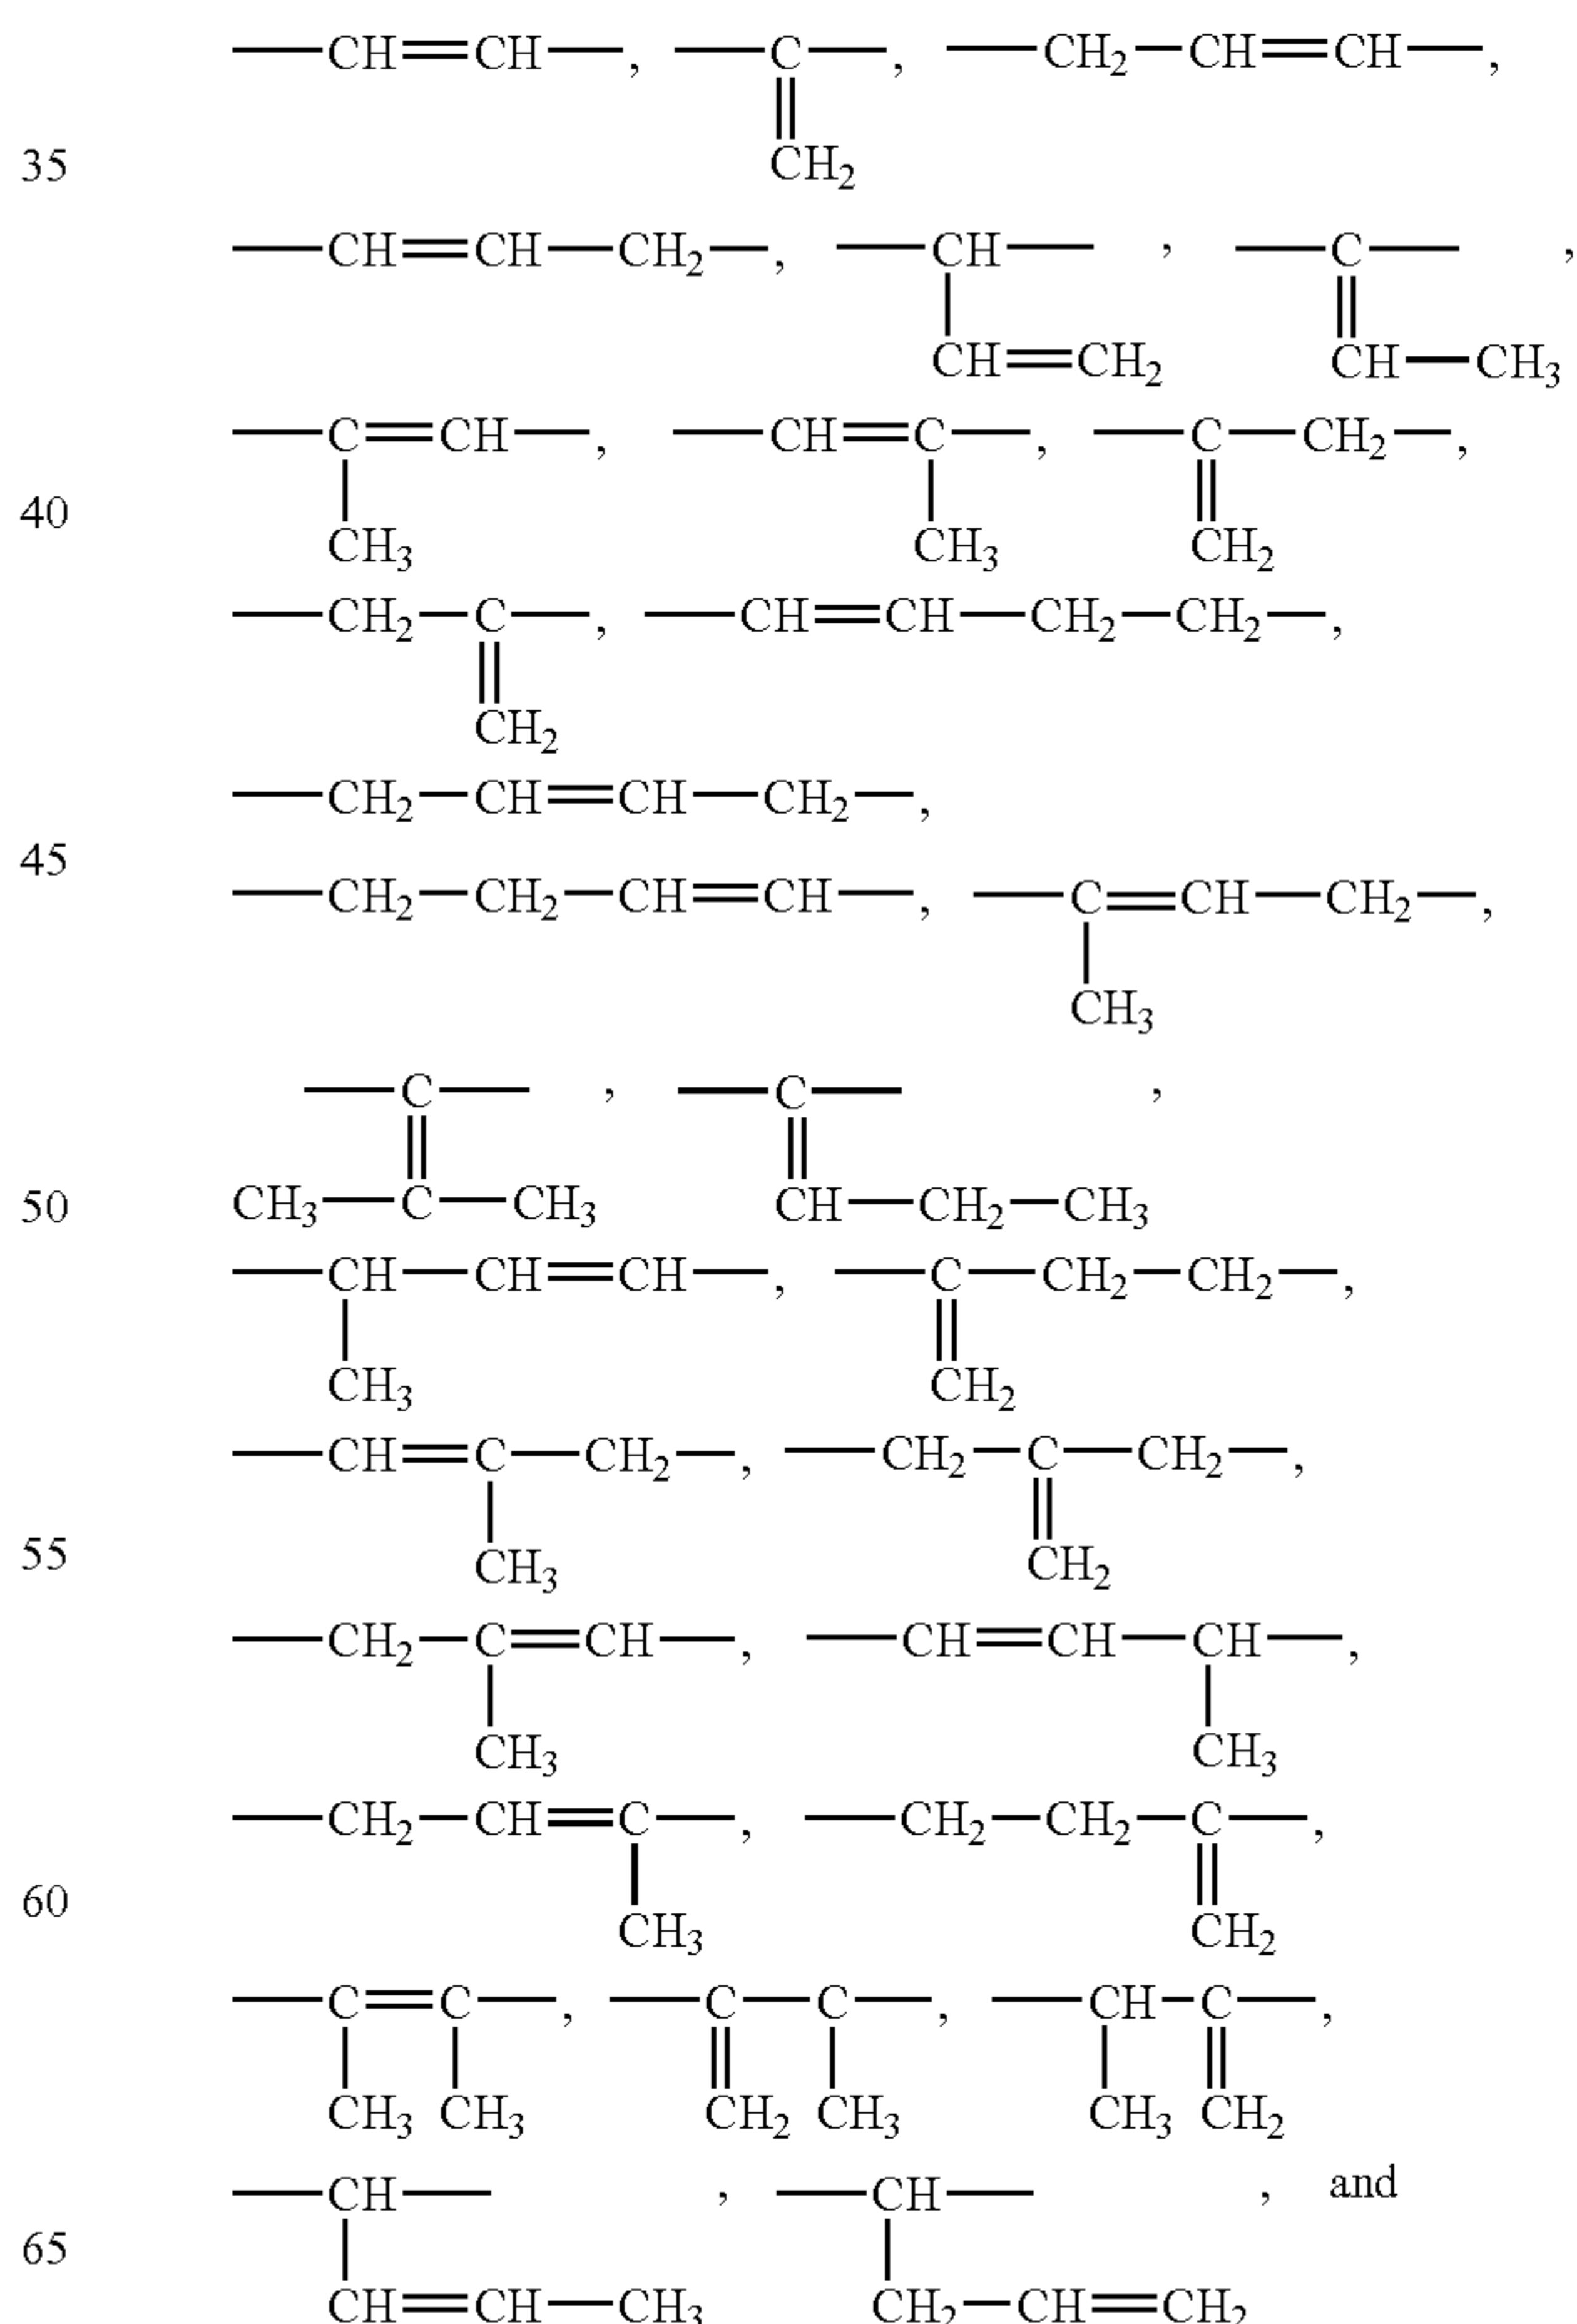 —CH=CH—, —C—, —CH₂—CH=CH—,
35 CH₂
—CH=CH—CH₂—, —CH—, —C—,
CH=CH₂ CH—CH₃
—C=CH—, —CH=C—, —C—CH₂—,
40
CH₃ CH₃ CH₂
—CH₂—C—, —CH=CH—CH₂—CH₂—,
CH₂
—CH₂—CH=CH—CH₂—,
45
—CH₂—CH₂—CH=CH—, —C=CH—CH₂—,
CH₃
—C—, —C—,
50 CH₃—C—CH₃ CH—CH₂—CH₃
—CH—CH=CH—, —C—CH₂—CH₂—,
CH₃ CH₂
—CH=C—CH₂—, —CH₂—C—CH₂—,
55 CH₃ CH₂
—CH₂—C=CH—, —CH=CH—CH—,
CH₃ CH₃
—CH₂—CH=C—, —CH₂—CH₂—C—,
60
CH₃ CH₂
—C=C—, —C—C—, —CH—C—,
CH₃ CH₃ CH₂ CH₃ CH₃ CH₂
—CH—, —CH—, and
65
CH=CH—CH₃ CH₂—CH=CH₂